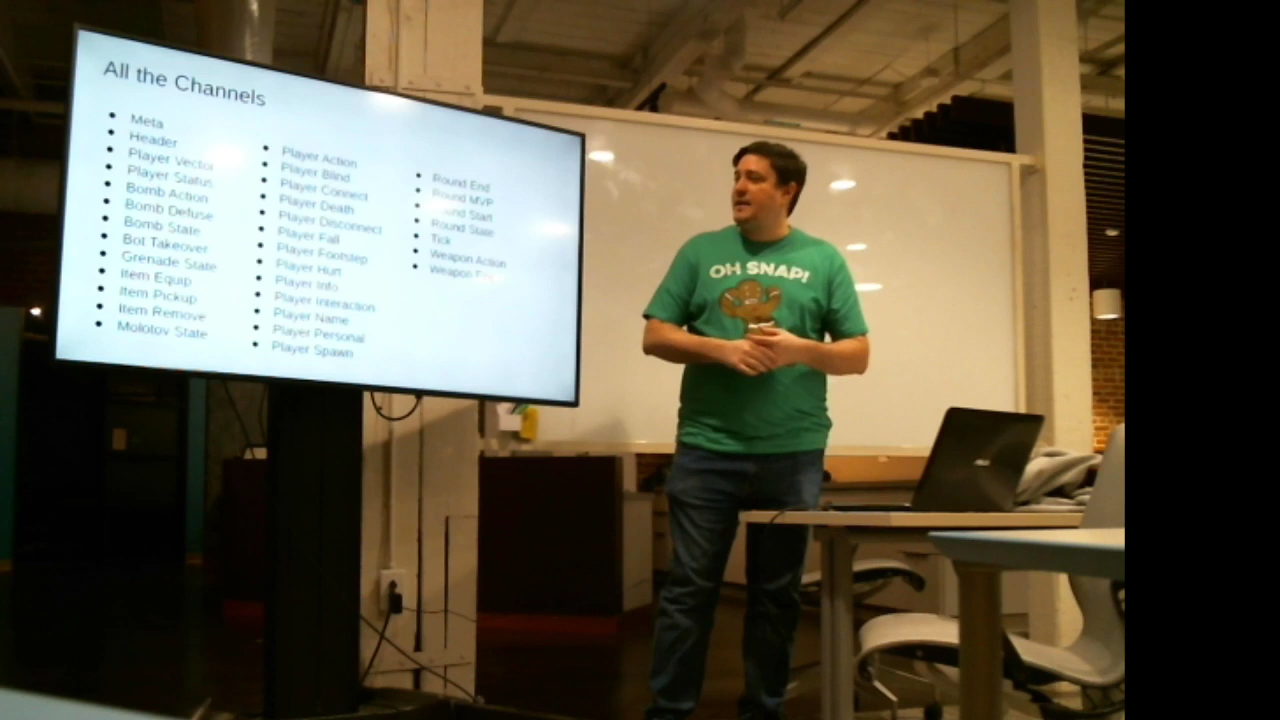 All the Channels
Meta
Header
Player Vector
Player Status
Bomb Action
Bomb Defuse
Bomb State
Bot Takeover
Grenade State
Item Equip
Item Pickup
Item Remove
Molotov State
Player Action
Player Blind
Player Connect
Player Death
Player Disconnect
Player Fall
Player Footstep
Player Hurt
Player Info
Player Interaction
Player Name
Player Personal
Player Spawn
Round End
Round MVP
Round Start
Round State
Tick
Weapon Action
Weapon
OH SNAP!